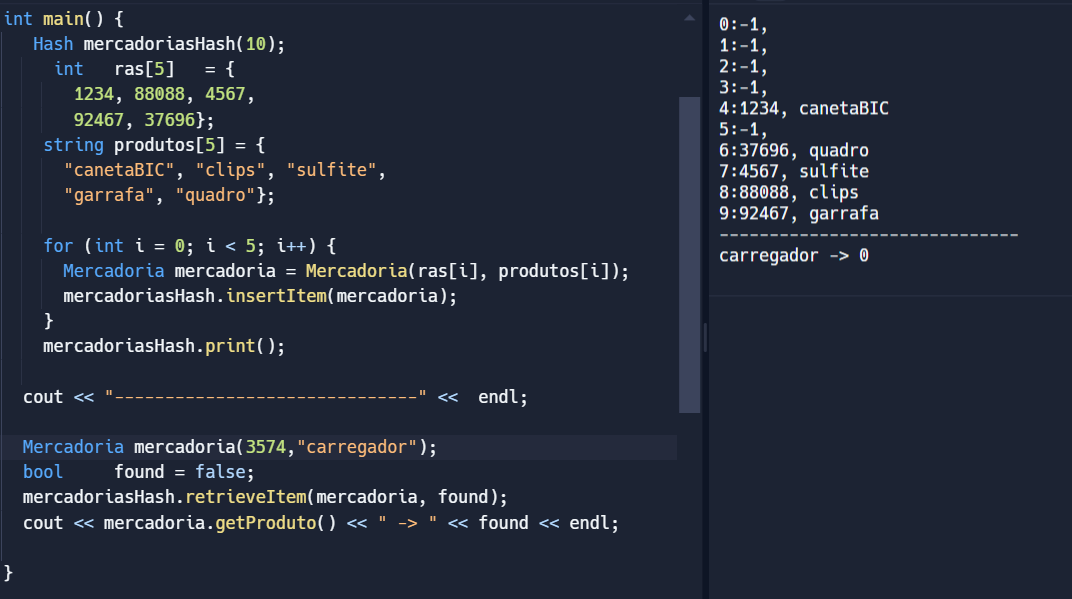 int main() {
   Hash mercadoriasHash(10);
     int   ras[5]   = {
       1234, 88088, 4567,
       92467, 37696};
    string produtos[5] = {
      "canetaBIC", "clips", "sulfite",
      "garrafa", "quadro"};
    for (int i = 0; i < 5; i++) {
      Mercadoria mercadoria = Mercadoria(ras[i], produtos[i]);
      mercadoriasHash.insertItem(mercadoria);
    }
    mercadoriasHash.print();
  cout << "------------------------------" <<  endl;
  Mercadoria mercadoria(3574,"carregador");
  bool     found = false;
  mercadoriasHash.retrieveItem(mercadoria, found);
  cout << mercadoria.getProduto() << " -> " << found << endl;
}
0:-1,
1:-1,
2:-1,
3:-1,
4:1234, canetaBIC
5:-1,
6:37696, quadro
7:4567, sulfite
8:88088, clips
9:92467, garrafa
------------------------------
carregador -> 0